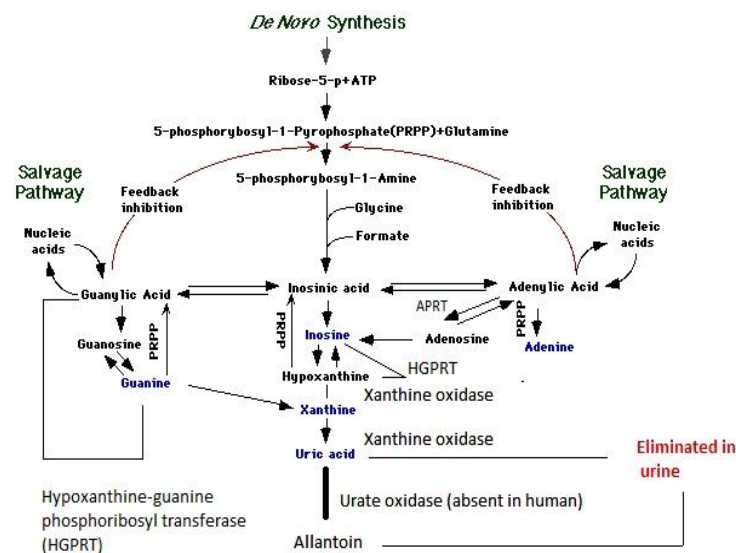 De Novo Synthesis
Ribose-5-p+ATP
5-phosphorybosyl-1-Pyrophosphate(PRPP)+Glutamine
Salvage
Pathway
Feedback
inhibition
5-phosphorybosyl-1-Amine
Feedback
inhibition
Salvage
Pathway
Glycine
Formate
Nucleic
acids
Nucleic
acids
Guanylic Acid
Inosinic acid
Adenylic Acid
APRT
PRPP
PRPP
PRPP
Guanosine
Inosine
Adenosine
Adenine
Guanine
Hypoxanthine
HGPRT
Xanthine oxidase
Xanthine
Xanthine oxidase
Uric acid
Eliminated in
urine
Hypoxanthine-guanine
phosphoribosyl transferase
(HGPRT)
Urate oxidase (absent in human)
Allantoin